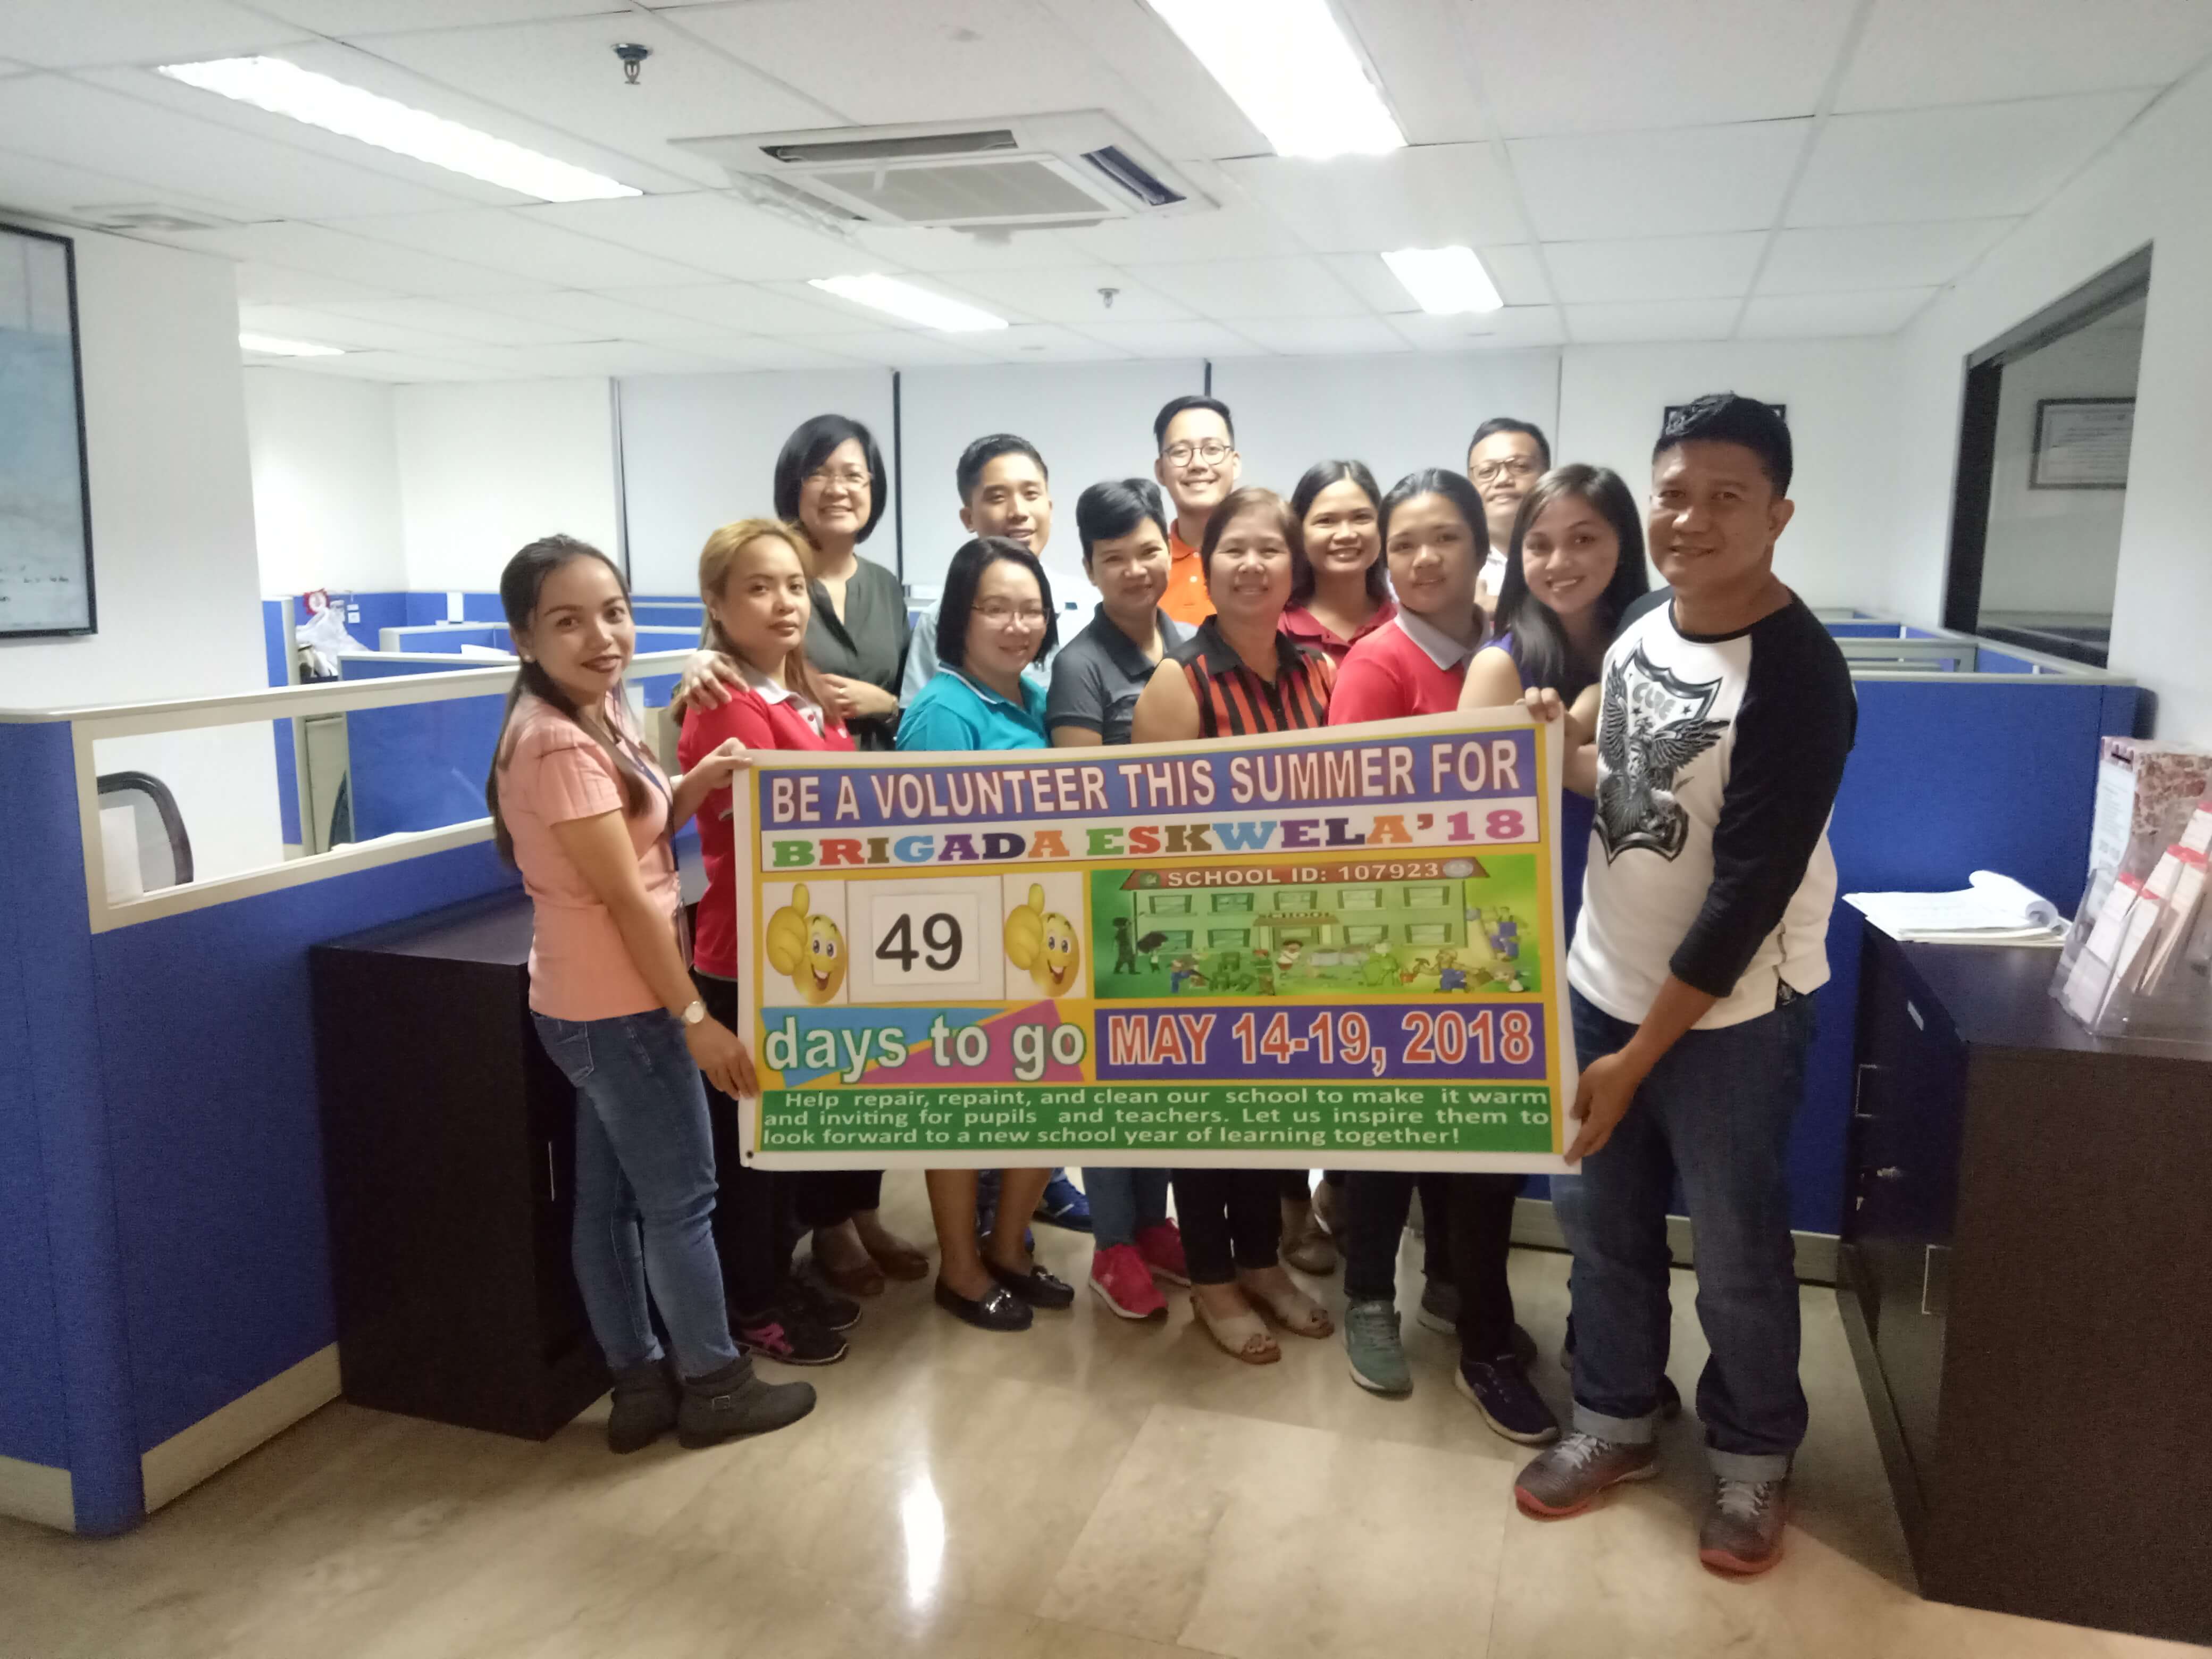 BE A VOLUNTEER THIS SUMMER FOR
BRIGADA ESKWELA'18
SCHOOL ID: 107923
SCHOOL
49
days to go
MAY 14-19, 2018
Help repair, repaint, and clean our school to make it warm
and inviting for pupils and teachers. Let us inspire them to
look forward to a new school year of learning together!